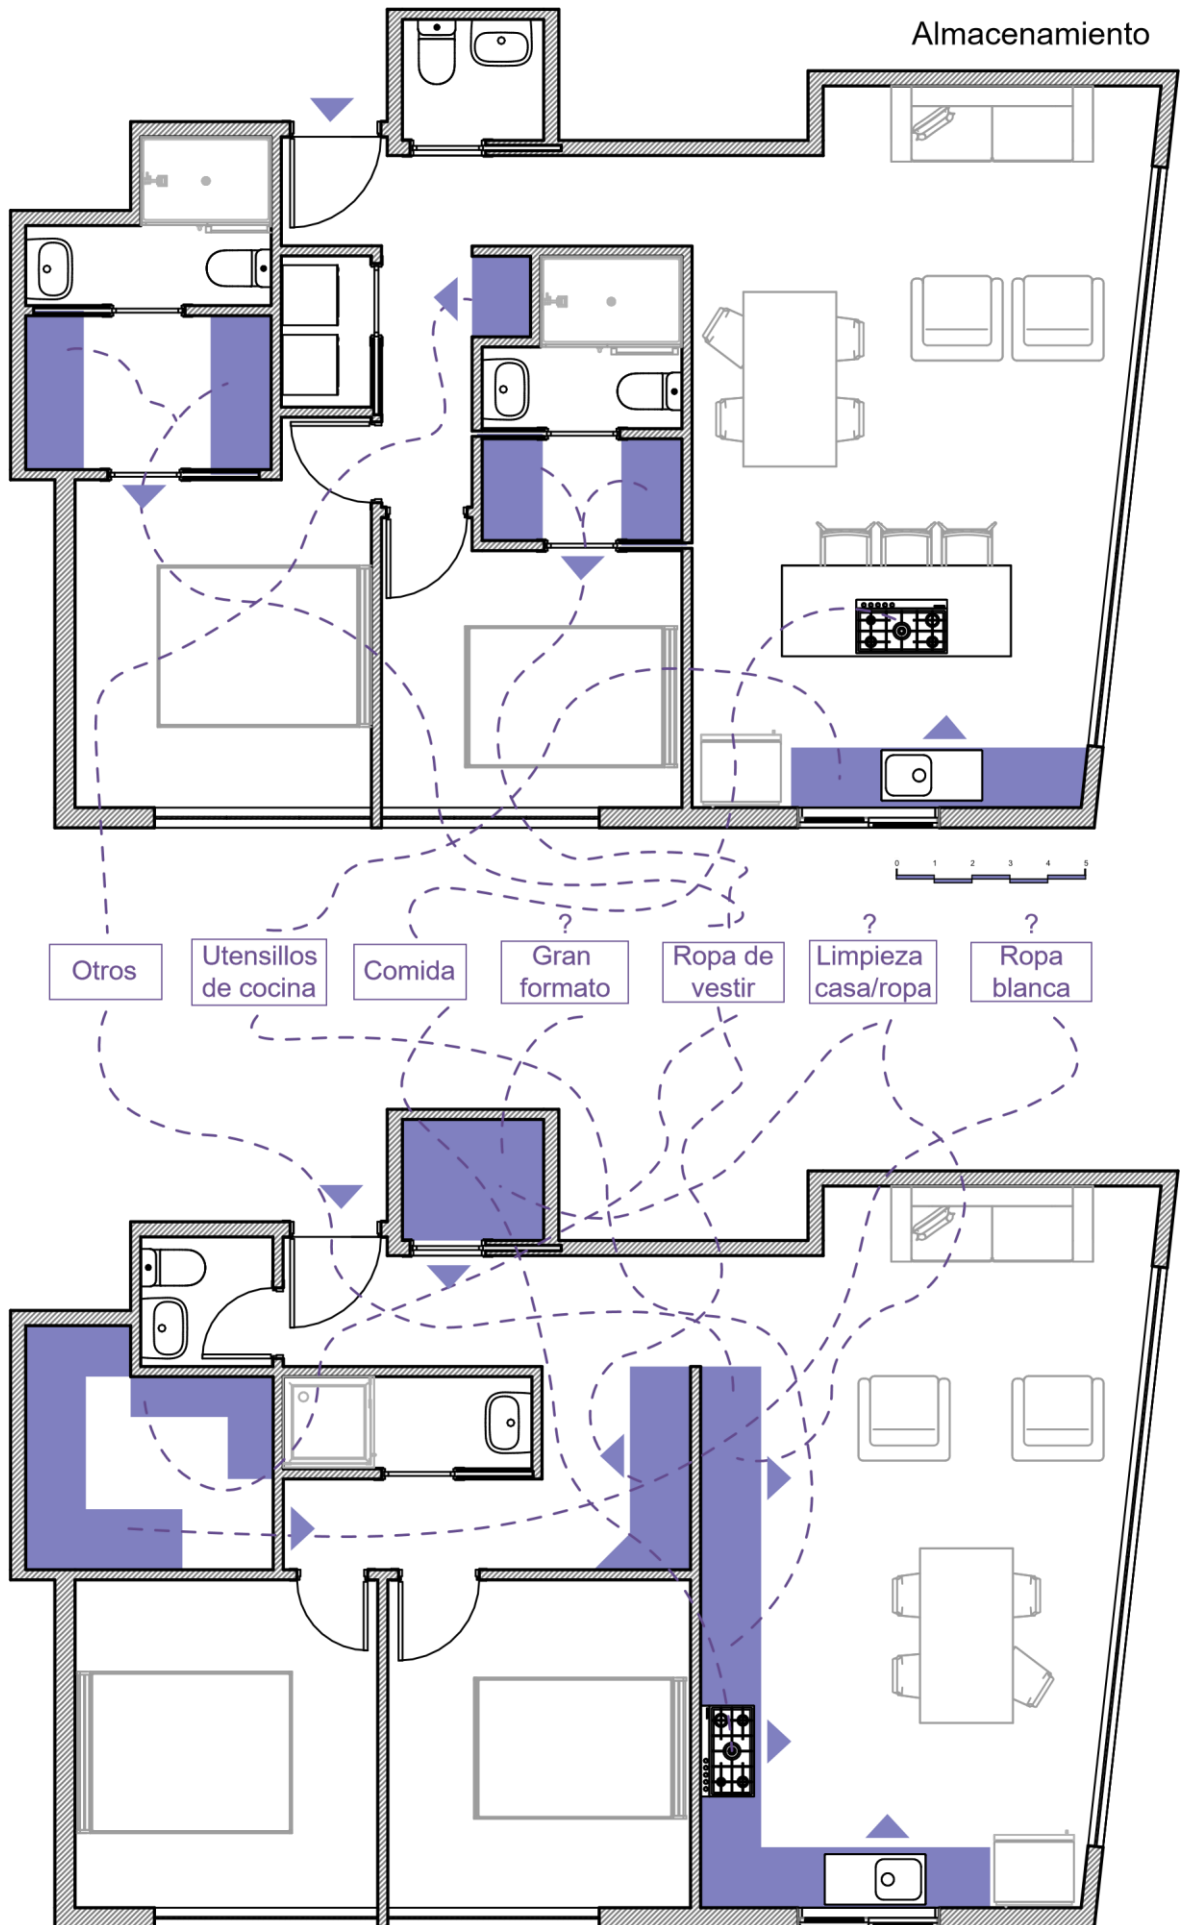 Almacenamiento
0 1 2 3 4 5
? ? ?
Otros
Utensillos
de cocina
Comida
Gran
formato
Ropa de
vestir
Limpieza
casa/ropa
Ropa
blanca